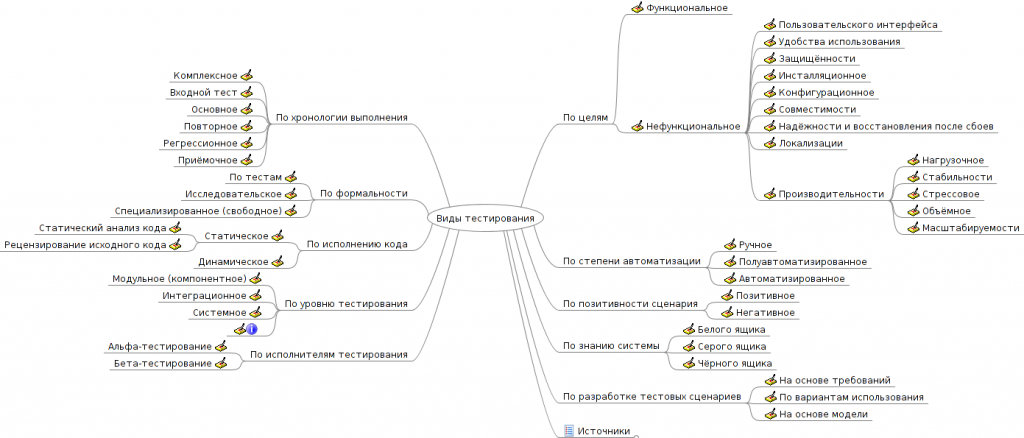 Виды тестирования
По хронологии выполнения
Комплексное
Входной тест
Основное
Повторное
Регрессионное
Приёмочное
По формальности
По тестам
Исследовательское
Специализированное (свободное)
По исполнению кода
Статическое
Статический анализ кода
Рецензирование исходного кода
Динамическое
По уровню тестирования
Модульное (компонентное)
Интеграционное
Системное
По исполнителям тестирования
Альфа-тестирование
Бета-тестирование
По целям
Функциональное
Нефункциональное
Пользовательского интерфейса
Удобства использования
Защищённости
Инсталляционное
Конфигурационное
Совместимости
Надёжности и восстановления после сбоев
Локализации
Производительности
Нагрузочное
Стабильности
Стрессовое
Объёмное
Масштабируемости
По степени автоматизации
Ручное
Полуавтоматизированное
Автоматизированное
По позитивности сценария
Позитивное
Негативное
По знанию системы
Белого ящика
Серого ящика
Чёрного ящика
По разработке тестовых сценариев
На основе требований
По вариантам использования
На основе модели
Источники